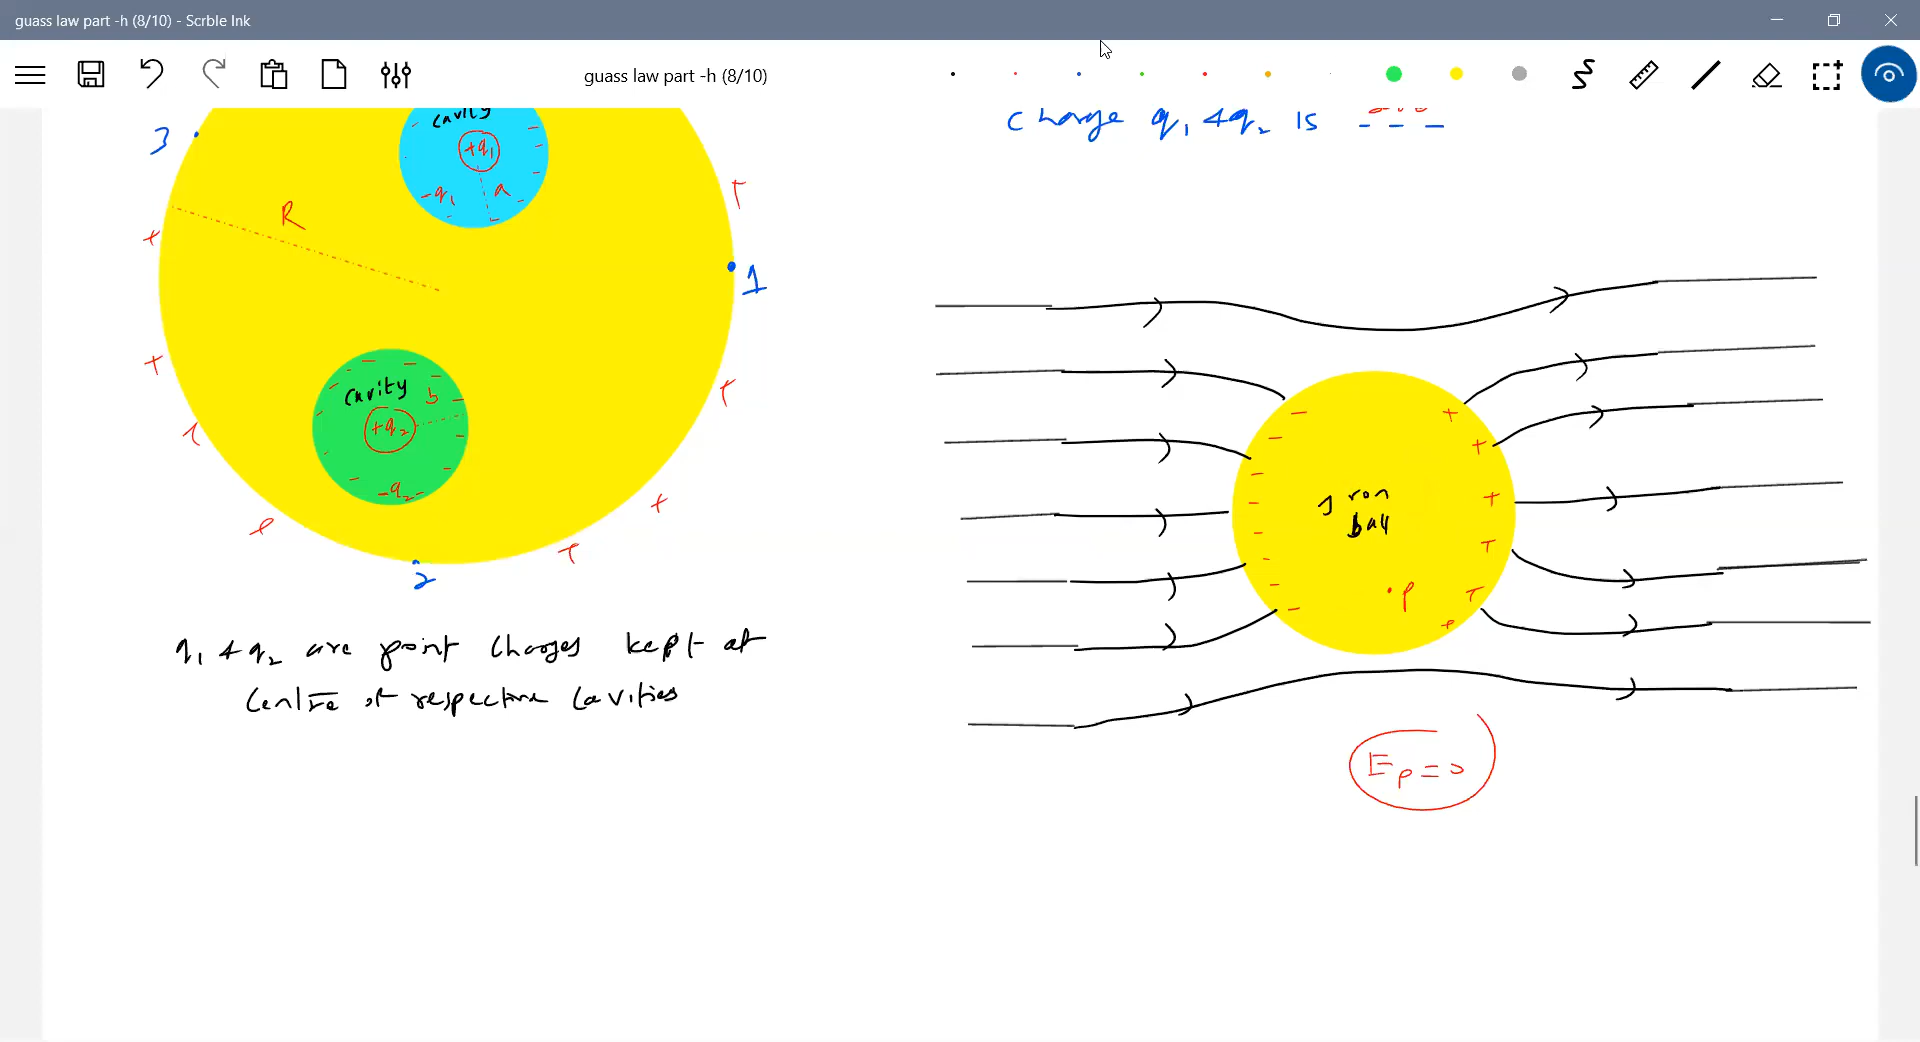 guass law part -h (8/10) - Scrble Ink
guass law part -h (8/10)
cavity
+q₁
-q₁
a
3
R
1
cavity
b
+q₂
-q₂
2
q₁ & q₂ are point charges kept at
centre of respective cavities
charge q₁ & q₂ is _ _ _
Iron
ball
P
E_P = 0